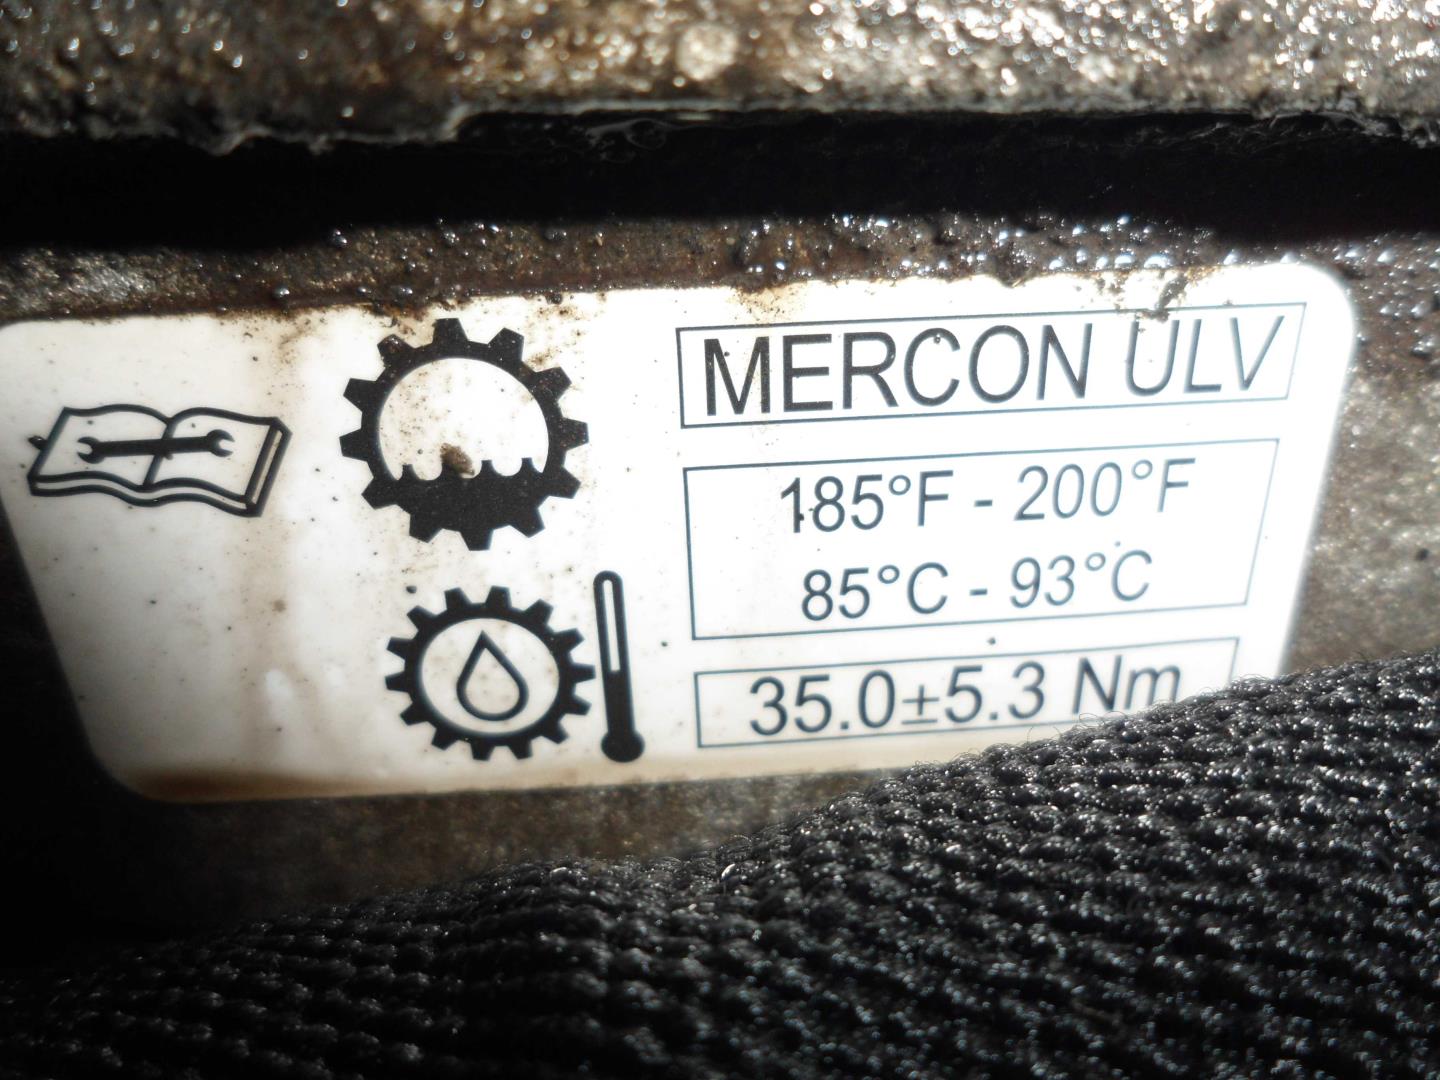 MERCON ULV
185°F - 200°F
85°C - 93°C
35.0±5.3 Nm